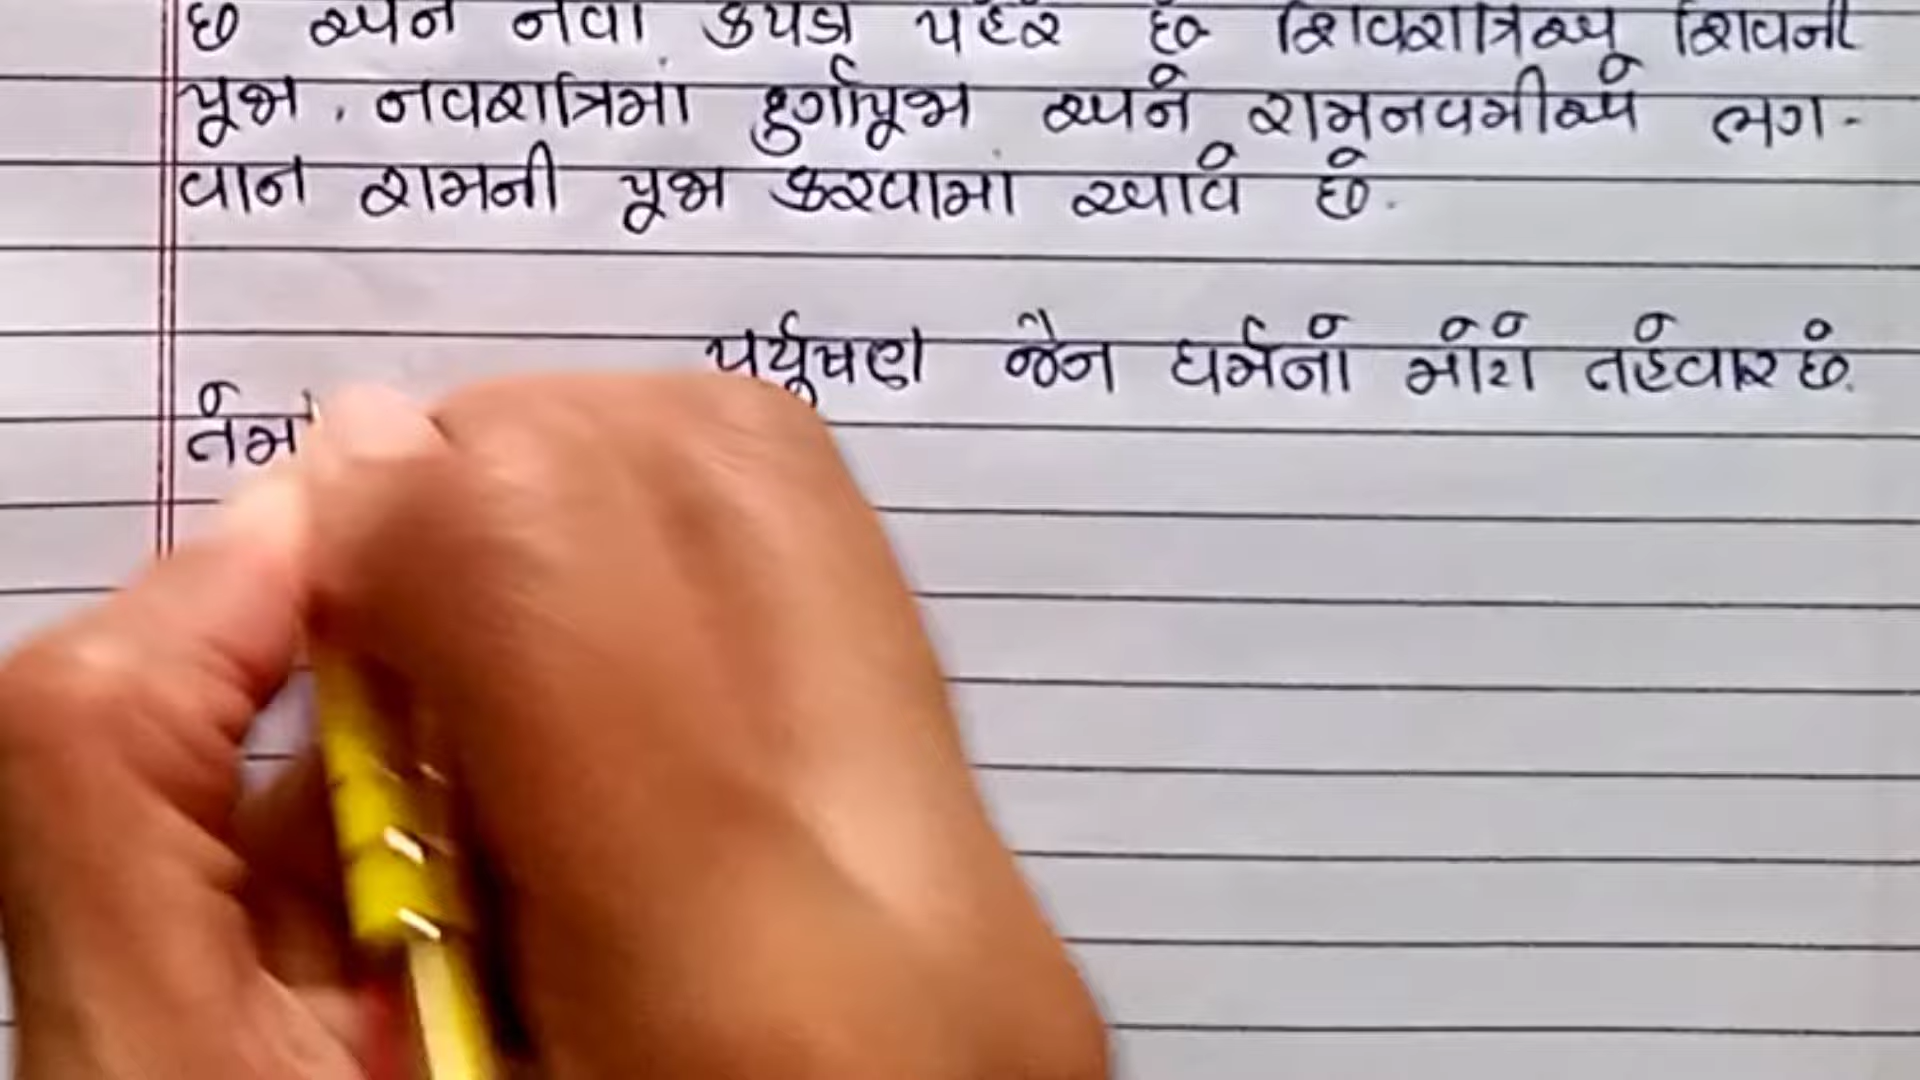 છે અને નવા કપડા પહેરે છે શિવરાત્રિએ શિવની
પૂજા, નવરાત્રિમાં દુર્ગાપૂજા અને રામનવમીએ ભગ-
વાન રામની પૂજા કરવામાં આવે છે.
પર્યુષણ જૈન ધર્મનો મોટો તહેવાર છે.
તેમ